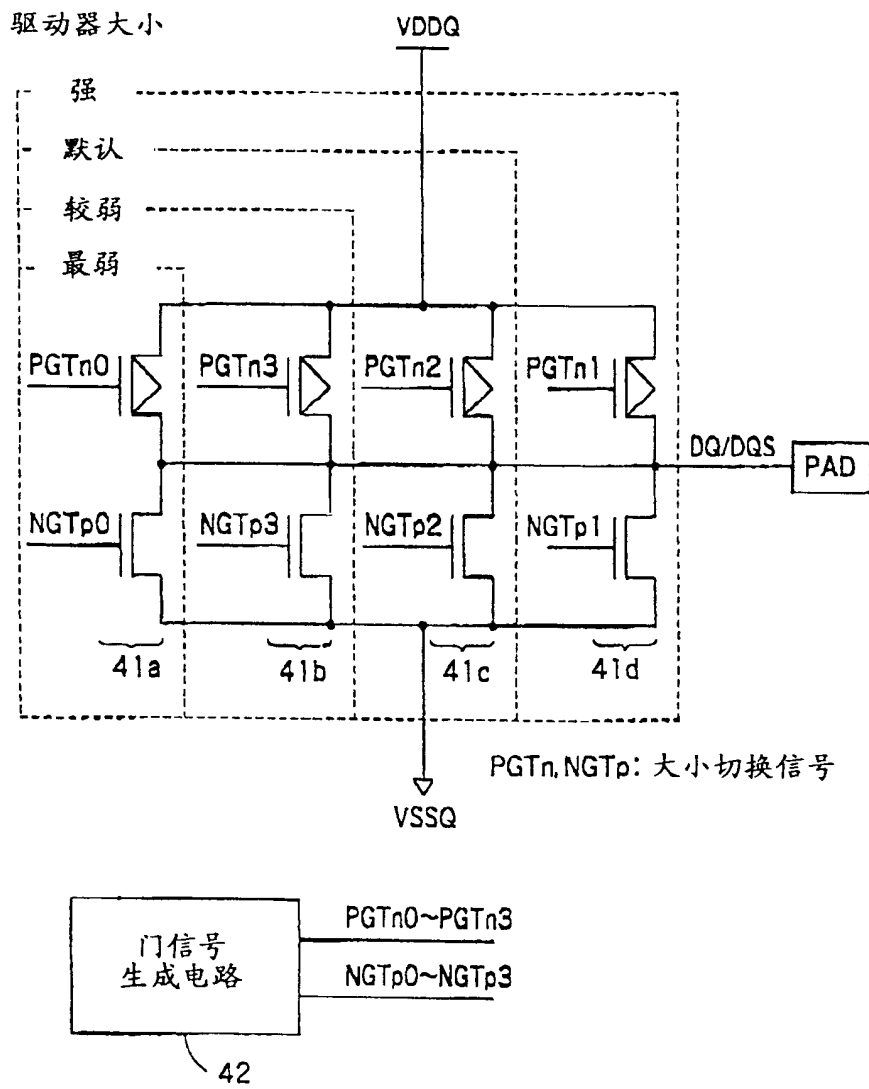 驱动器大小
VDDQ
强
默认
较弱
最弱
PGTn0 PGTn3 PGTn2 PGTn1
DQ/DQS PAD
NGTp0 NGTp3 NGTp2 NGTp1
41a 41b 41c 41d
PGTn,NGTp: 大小切换信号
VSSQ
门信号
生成电路
PGTn0~PGTn3
NGTp0~NGTp3
42